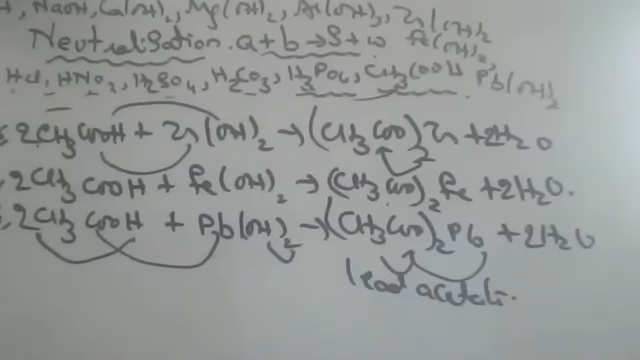 , NaOH, Ca(OH)2, Mg(OH)2, Al(OH)3, Zn(OH)2
Neutralisation. a+b→S+w Fe(OH)2,
HCl, HNO3, H2SO4, H2CO3, H3PO4, CH3COOH Pb(OH)2
2CH3COOH + Zn(OH)2 → (CH3COO)2Zn + 2H2O
2CH3COOH + Fe(OH)2 → (CH3COO)2Fe + 2H2O.
2CH3COOH + Pb(OH)2 → (CH3COO)2Pb + 2H2O
lead acetate.